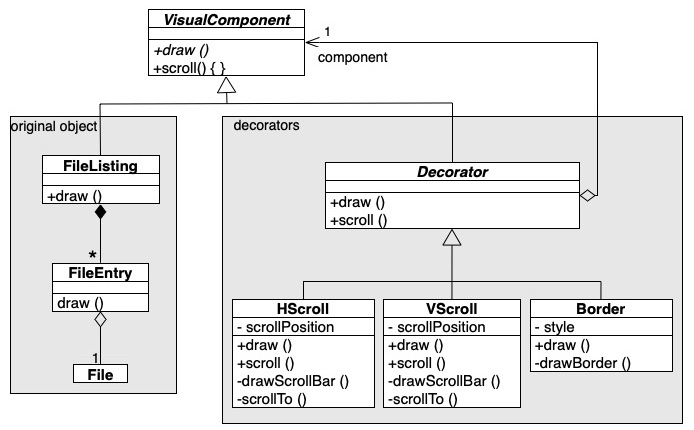 VisualComponent
+draw ()
+scroll() { }
1
component
original object
FileListing
+draw ()
*
FileEntry
draw ()
1
File
decorators
Decorator
+draw ()
+scroll ()
HScroll
- scrollPosition
+draw ()
+scroll ()
-drawScrollBar ()
-scrollTo ()
VScroll
- scrollPosition
+draw ()
+scroll ()
-drawScrollBar ()
-scrollTo ()
Border
- style
+draw ()
-drawBorder ()